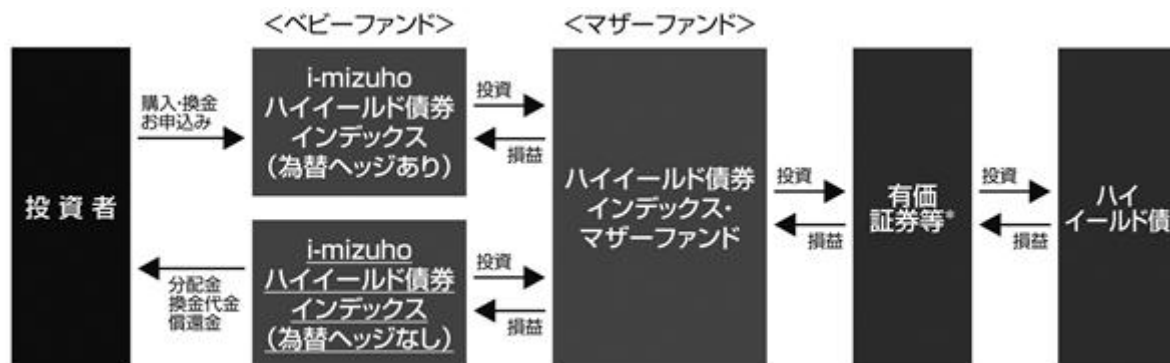 <ベビーファンド>
<マザーファンド>
投資者
購入・換金
お申込み
分配金
換金代金
償還金
i-mizuho
ハイイールド債券
インデックス
(為替ヘッジあり)
投資
損益
i-mizuho
ハイイールド債券
インデックス
(為替ヘッジなし)
投資
損益
ハイイールド債券
インデックス・
マザーファンド
投資
損益
有価
証券等*
投資
損益
ハイ
イールド債